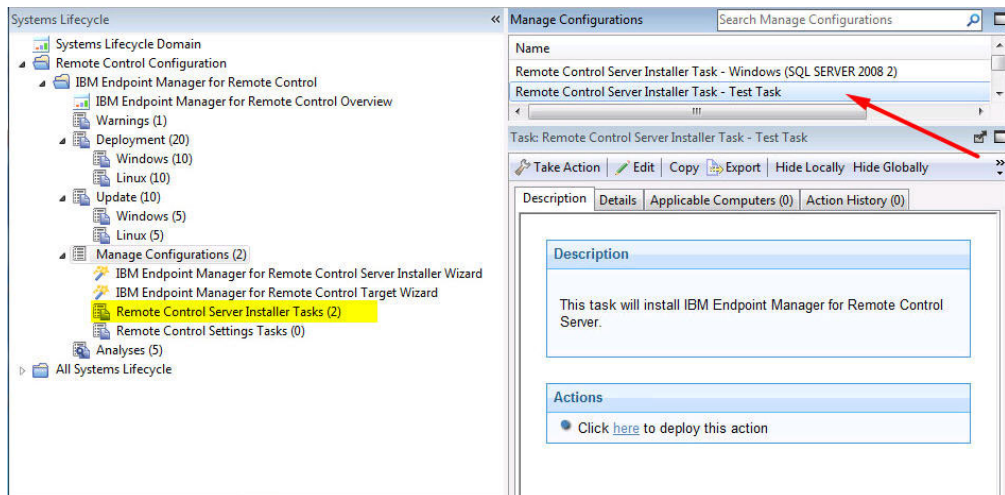 Systems Lifecycle «
Systems Lifecycle Domain
Remote Control Configuration
IBM Endpoint Manager for Remote Control
IBM Endpoint Manager for Remote Control Overview
Warnings (1)
Deployment (20)
Windows (10)
Linux (10)
Update (10)
Windows (5)
Linux (5)
Manage Configurations (2)
IBM Endpoint Manager for Remote Control Server Installer Wizard
IBM Endpoint Manager for Remote Control Target Wizard
Remote Control Server Installer Tasks (2)
Remote Control Settings Tasks (0)
Analyses (5)
All Systems Lifecycle
Manage Configurations Search Manage Configurations
Name
Remote Control Server Installer Task - Windows (SQL SERVER 2008 2)
Remote Control Server Installer Task - Test Task
Task: Remote Control Server Installer Task - Test Task
Take Action Edit Copy Export Hide Locally Hide Globally »
Description Details Applicable Computers (0) Action History (0)
Description
This task will install IBM Endpoint Manager for Remote Control
Server.
Actions
Click here to deploy this action